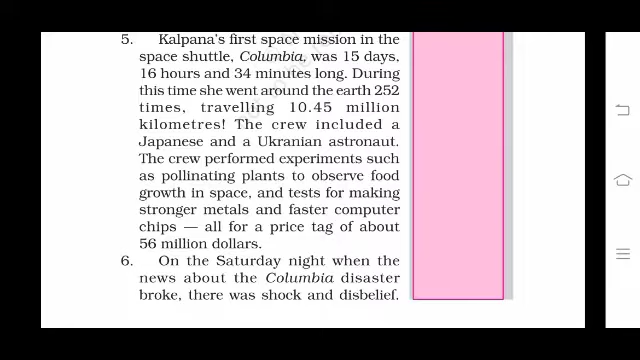 5. Kalpana's first space mission in the
space shuttle, Columbia, was 15 days,
16 hours and 34 minutes long. During
this time she went around the earth 252
times, travelling 10.45 million
kilometres! The crew included a
Japanese and a Ukranian astronaut.
The crew performed experiments such
as pollinating plants to observe food
growth in space, and tests for making
stronger metals and faster computer
chips — all for a price tag of about
56 million dollars.
6. On the Saturday night when the
news about the Columbia disaster
broke, there was shock and disbelief.